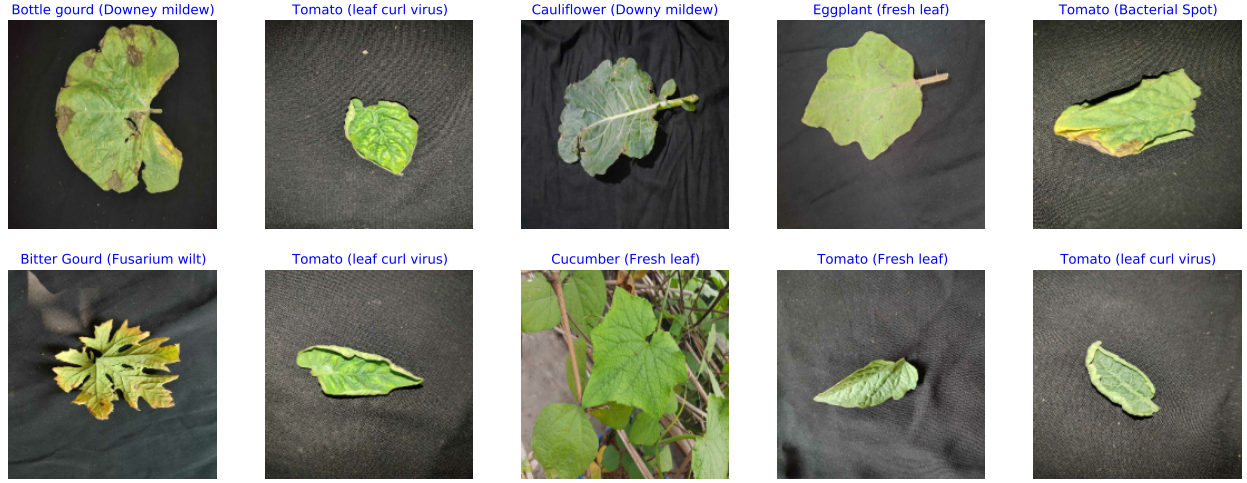 Bottle gourd (Downey mildew)
Tomato (leaf curl virus)
Cauliflower (Downy mildew)
Eggplant (fresh leaf)
Tomato (Bacterial Spot)
Bitter Gourd (Fusarium wilt)
Tomato (leaf curl virus)
Cucumber (Fresh leaf)
Tomato (Fresh leaf)
Tomato (leaf curl virus)